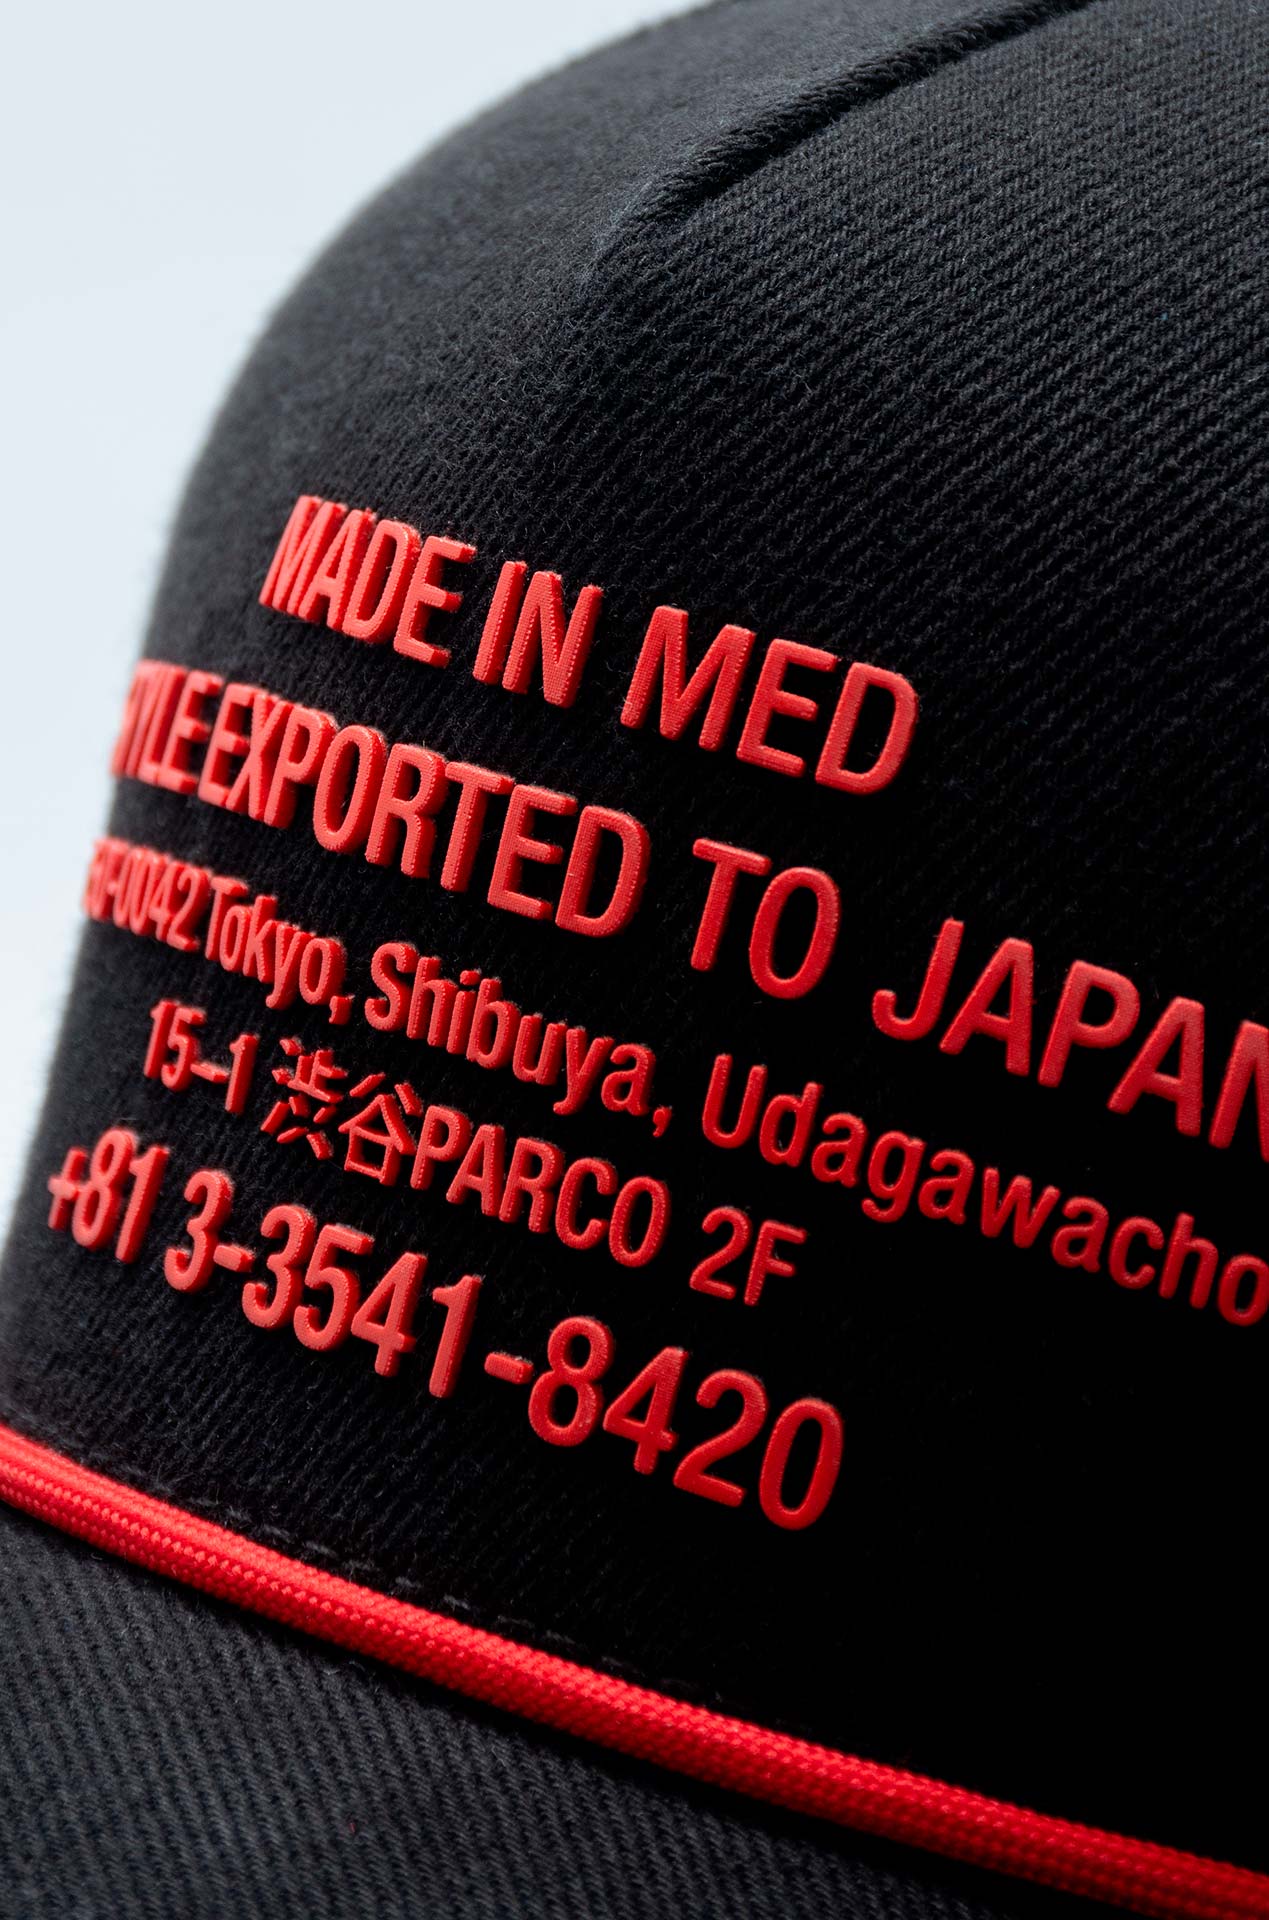 MADE IN MED
STYLE EXPORTED TO JAPAN
Tokyo, Shibuya, Udagawacho
15-1 渋谷PARCO 2F
+81 3-3541-8420